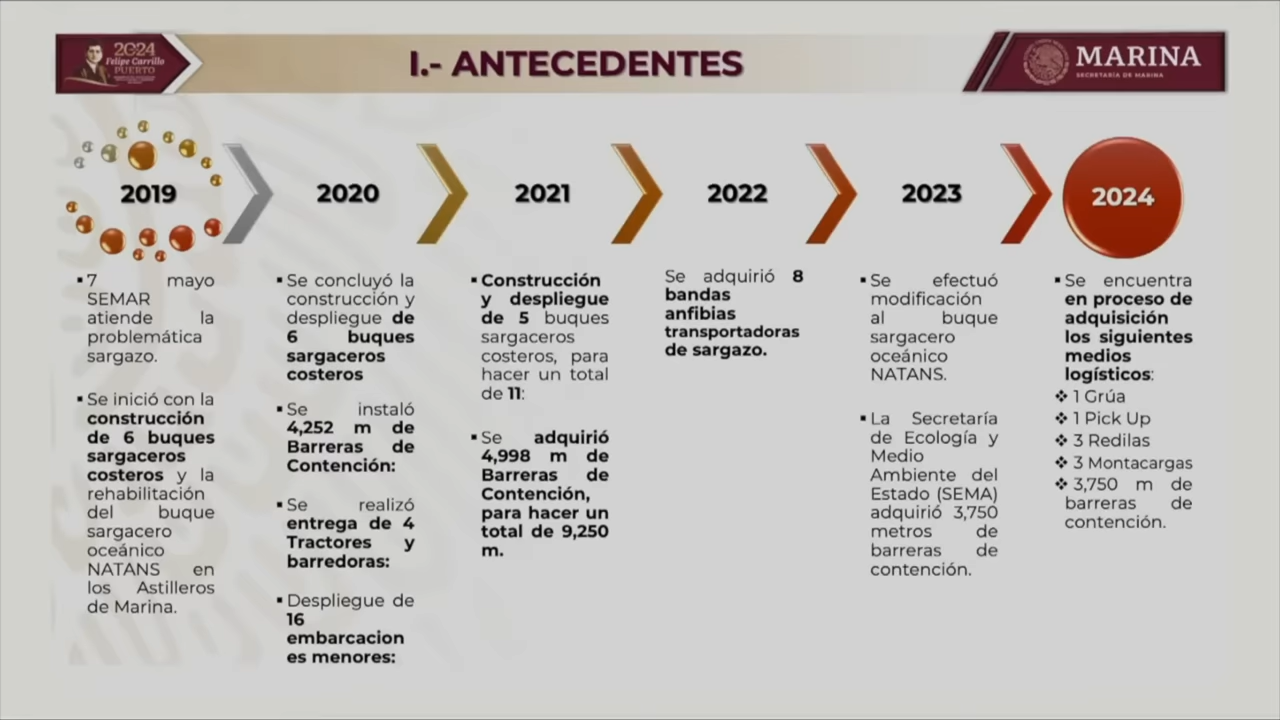 2024
Felipe Carrillo
PUERTO
I.- ANTECEDENTES
MARINA
SECRETARÍA DE MARINA
2019
2020
2021
2022
2023
2024
▪ 7 mayo
SEMAR
atiende la
problemática
sargazo.
▪ Se inició con la
construcción
de 6 buques
sargaceros
costeros y la
rehabilitación
del buque
sargacero
oceánico
NATANS en
los Astilleros
de Marina.
▪ Se concluyó la
construcción y
despliegue de
6 buques
sargaceros
costeros
▪ Se instaló
4,252 m de
Barreras de
Contención:
▪ Se realizó
entrega de 4
Tractores y
barredoras:
▪ Despliegue de
16
embarcacion
es menores:
▪ Construcción
y despliegue
de 5 buques
sargaceros
costeros, para
hacer un total
de 11:
▪ Se adquirió
4,998 m de
Barreras de
Contención,
para hacer un
total de 9,250
m.
Se adquirió 8
bandas
anfibias
transportadoras
de sargazo.
▪ Se efectuó
modificación
al buque
sargacero
oceánico
NATANS.
▪ La Secretaría
de Ecología y
Medio
Ambiente del
Estado (SEMA)
adquirió 3,750
metros de
barreras de
contención.
▪ Se encuentra
en proceso de
adquisición
los siguientes
medios
logísticos:
❖ 1 Grúa
❖ 1 Pick Up
❖ 3 Redilas
❖ 3 Montacargas
❖ 3,750 m de
barreras de
contención.